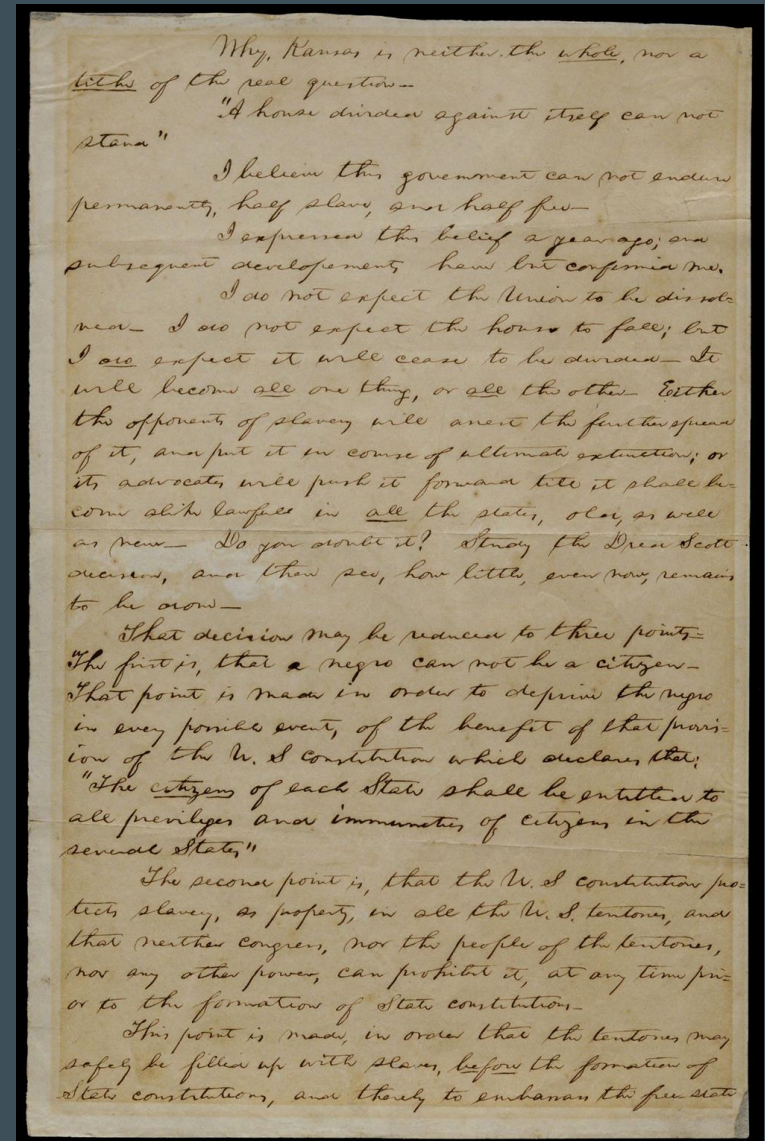 Why, Kansas is neither the whole, nor a
tithe of the real question—
"A house divided against itself can not
stand"
I believe this government can not endure
permanently, half slave, and half free—
I expressed this belief a year ago; and
subsequent developements have but confirmed me.
I do not expect the Union to be dissol=
ved— I do not expect the house to fall; but
I do expect it will cease to be divided— It
will become all one thing, or all the other— Either
the opponents of slavery will arrest the further spread
of it, and put it in course of ultimate extinction; or
its advocates will push it forward till it shall be=
come alike lawfull in all the states, old, as well
as new— Do you doubt it? Study the Dred Scott
decision, and then see, how little, even now, remains
to be done—
That decision may be reduced to three points=
"The first is, that a negro can not be a citizen—
That point is made in order to deprive the negro
in every possible event, of the benefit of that provis=
ion of the U. S constitution which declares that:
"The citizens of each State shall be entitled to
all previleges and immunities of citizens in the
several States"
The second point is, that the U. S constitution pro=
tects slavery, as property, in all the U. S. teritories, and
that neither congress, nor the people of the teritories,
nor any other power, can prohibit it, at any time pri=
or to the formation of State constitutions—
This point is made, in order that the teritories may
safely be filled up with slaves, before the formation of
State constitutions, and thereby to embarrass the free state